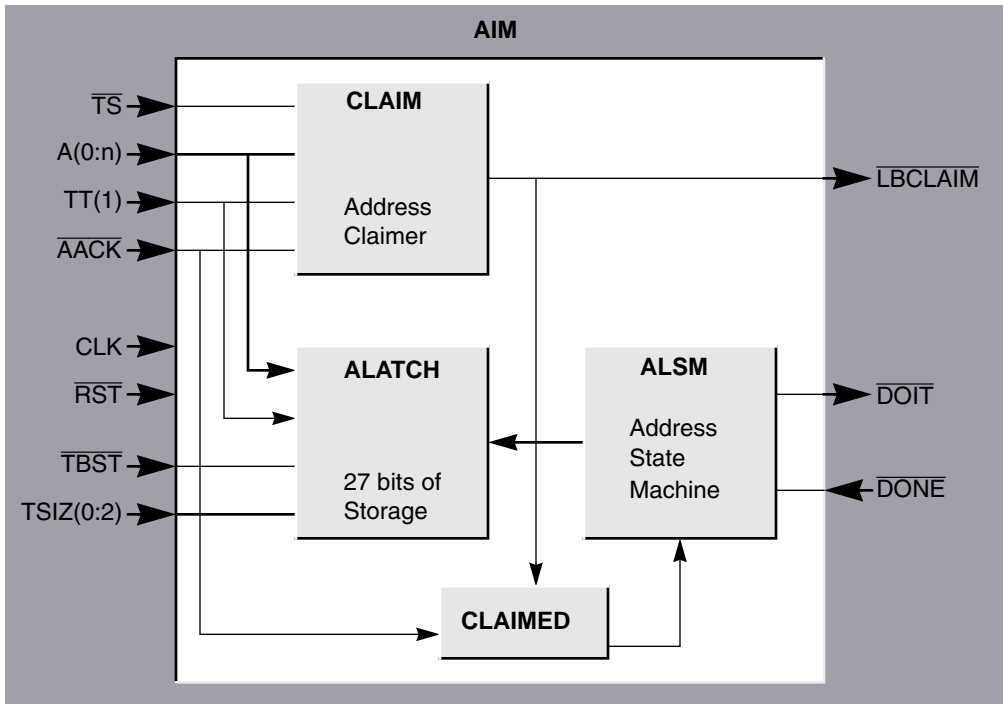 AIM
TS
A(0:n)
TT(1)
AACK
CLK
RST
TBST
TSIZ(0:2)
CLAIM
Address
Claimer
ALATCH
27 bits of
Storage
ALSM
Address
State
Machine
CLAIMED
LBCLAIM
DOIT
DONE